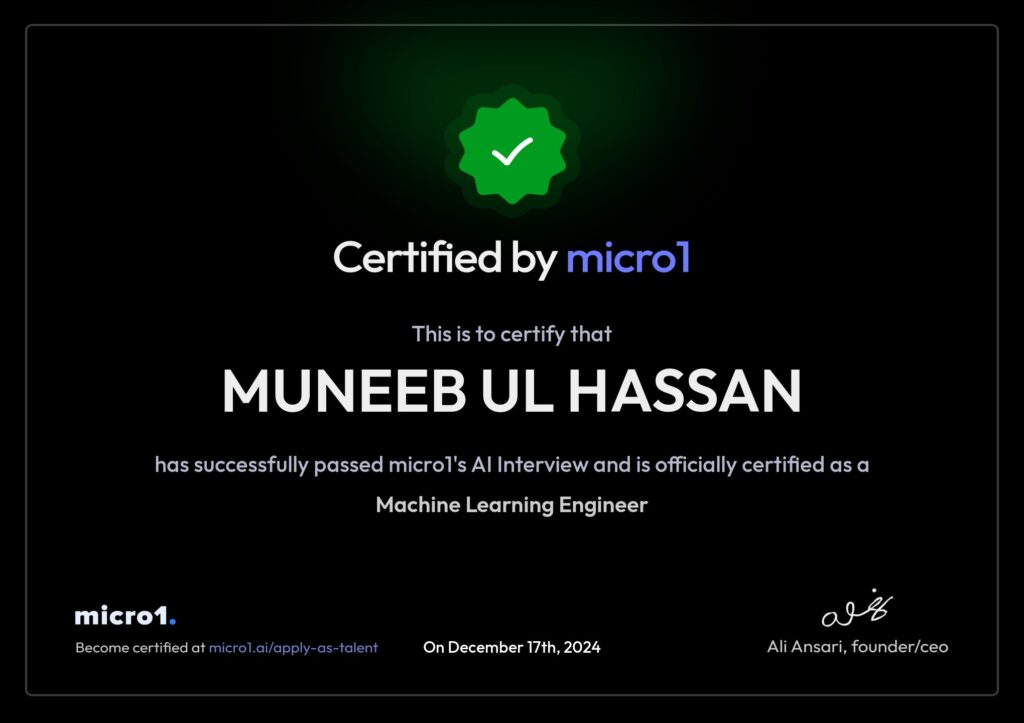 Certified by micro1
This is to certify that
MUNEEB UL HASSAN
has successfully passed micro1's AI Interview and is officially certified as a
Machine Learning Engineer
micro1.
Become certified at micro1.ai/apply-as-talent
On December 17th, 2024
Ali Ansari, founder/ceo